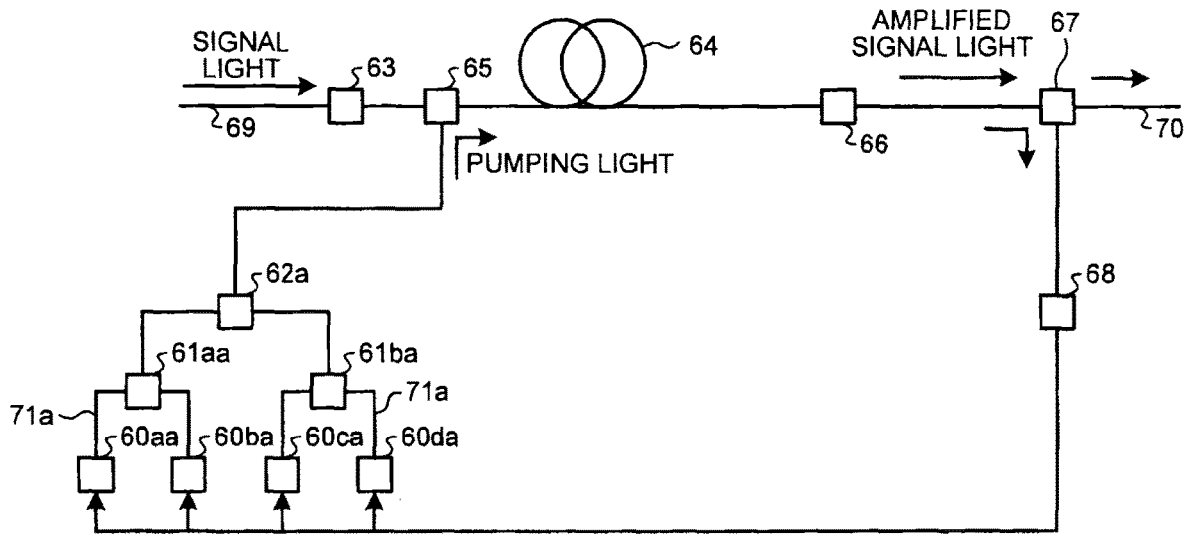 SIGNAL
LIGHT
63
65
64
AMPLIFIED
SIGNAL LIGHT
67
69
66
70
PUMPING LIGHT
62a
68
61aa
61ba
71a
71a
60aa
60ba
60ca
60da